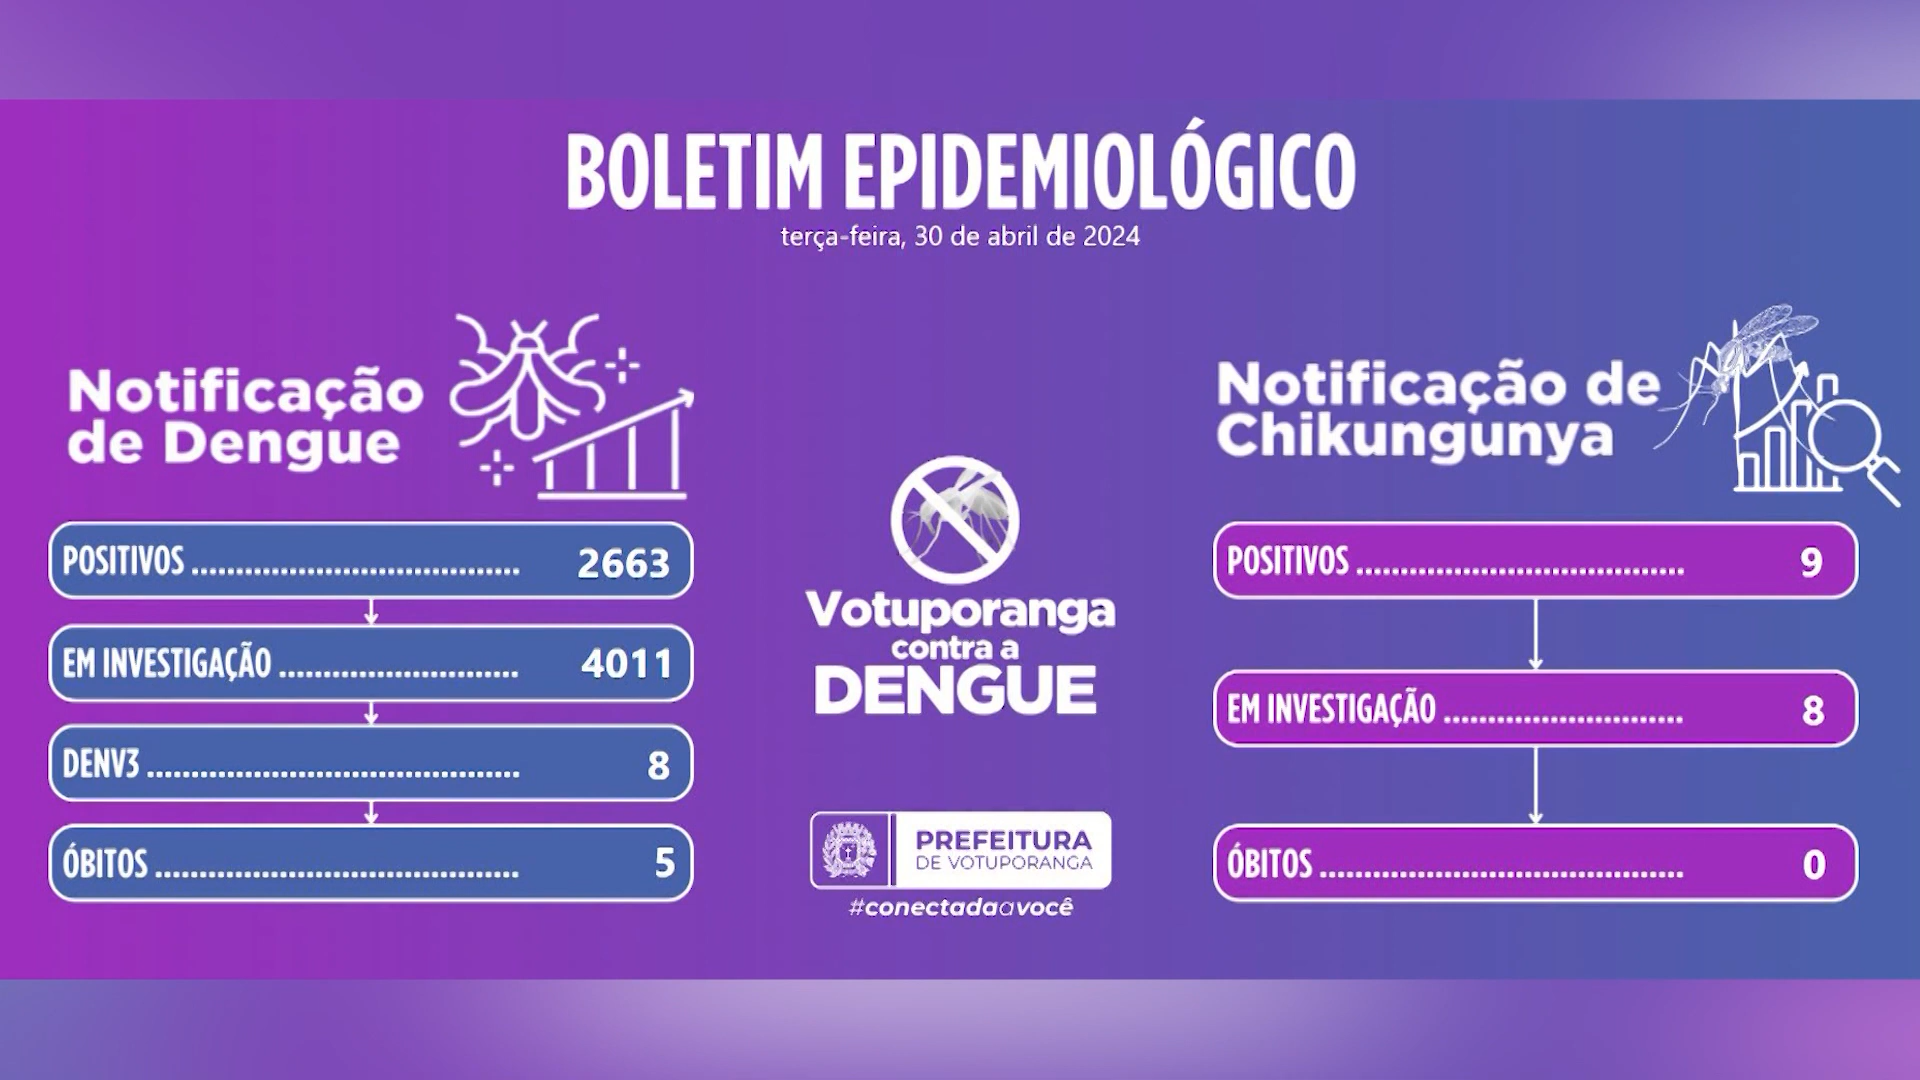 BOLETIM EPIDEMIOLÓGICO
terça-feira, 30 de abril de 2024
Notificação
de Dengue
POSITIVOS ..................................... 2663
EM INVESTIGAÇÃO ........................... 4011
DENV3 .......................................... 8
ÓBITOS ......................................... 5
Votuporanga
contra a
DENGUE
PREFEITURA
DE VOTUPORANGA
#conectadaavocê
Notificação de
Chikungunya
POSITIVOS ..................................... 9
EM INVESTIGAÇÃO ........................... 8
ÓBITOS ......................................... 0